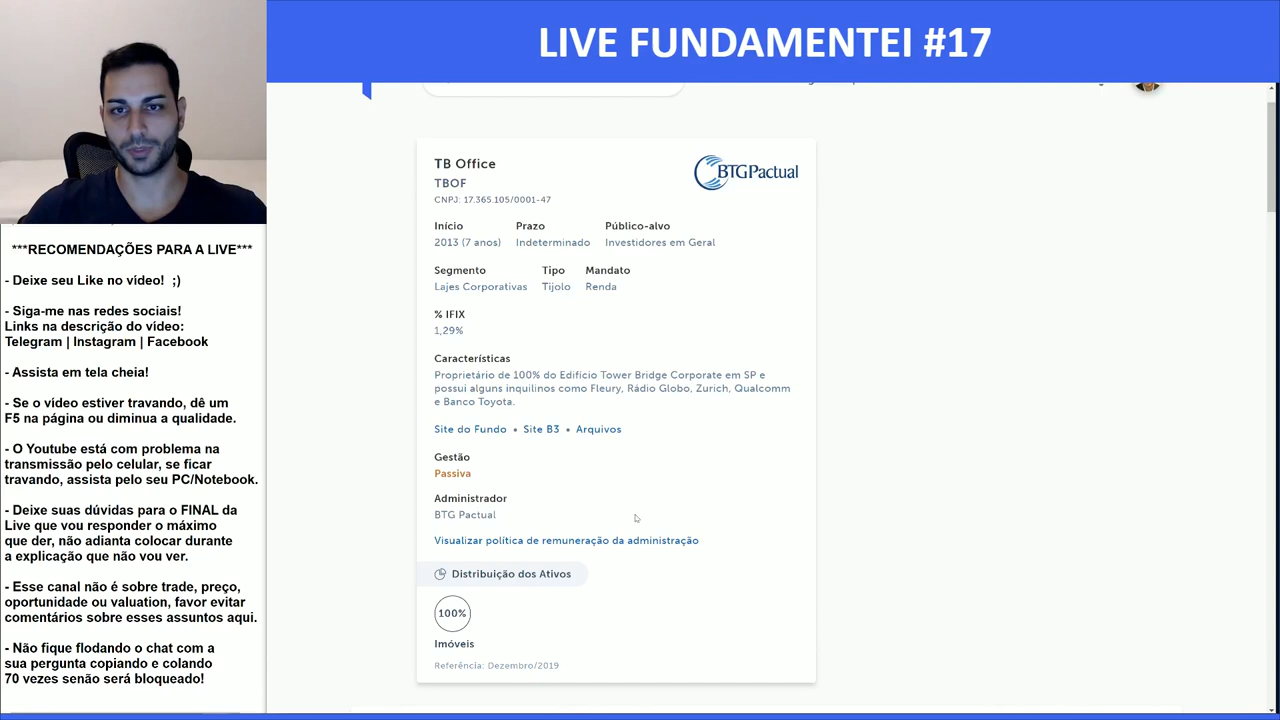 LIVE FUNDAMENTEI #17
***RECOMENDAÇÕES PARA A LIVE***
- Deixe seu Like no vídeo!  ;)
- Siga-me nas redes sociais!
Links na descrição do vídeo:
Telegram | Instagram | Facebook
- Assista em tela cheia!
- Se o vídeo estiver travando, dê um
F5 na página ou diminua a qualidade.
- O Youtube está com problema na
transmissão pelo celular, se ficar
travando, assista pelo seu PC/Notebook.
- Deixe suas dúvidas para o FINAL da
Live que vou responder o máximo
que der, não adianta colocar durante
a explicação que não vou ver.
- Esse canal não é sobre trade, preço,
oportunidade ou valuation, favor evitar
comentários sobre esses assuntos aqui.
- Não fique flodando o chat com a
sua pergunta copiando e colando
70 vezes senão será bloqueado!
TB Office
BTGPactual
TBOF
CNPJ: 17.365.105/0001-47
Início Prazo Público-alvo
2013 (7 anos) Indeterminado Investidores em Geral
Segmento Tipo Mandato
Lajes Corporativas Tijolo Renda
% IFIX
1,29%
Características
Proprietário de 100% do Edifício Tower Bridge Corporate em SP e
possui alguns inquilinos como Fleury, Rádio Globo, Zurich, Qualcomm
e Banco Toyota.
Site do Fundo • Site B3 • Arquivos
Gestão
Passiva
Administrador
BTG Pactual
Visualizar política de remuneração da administração
Distribuição dos Ativos
100%
Imóveis
Referência: Dezembro/2019